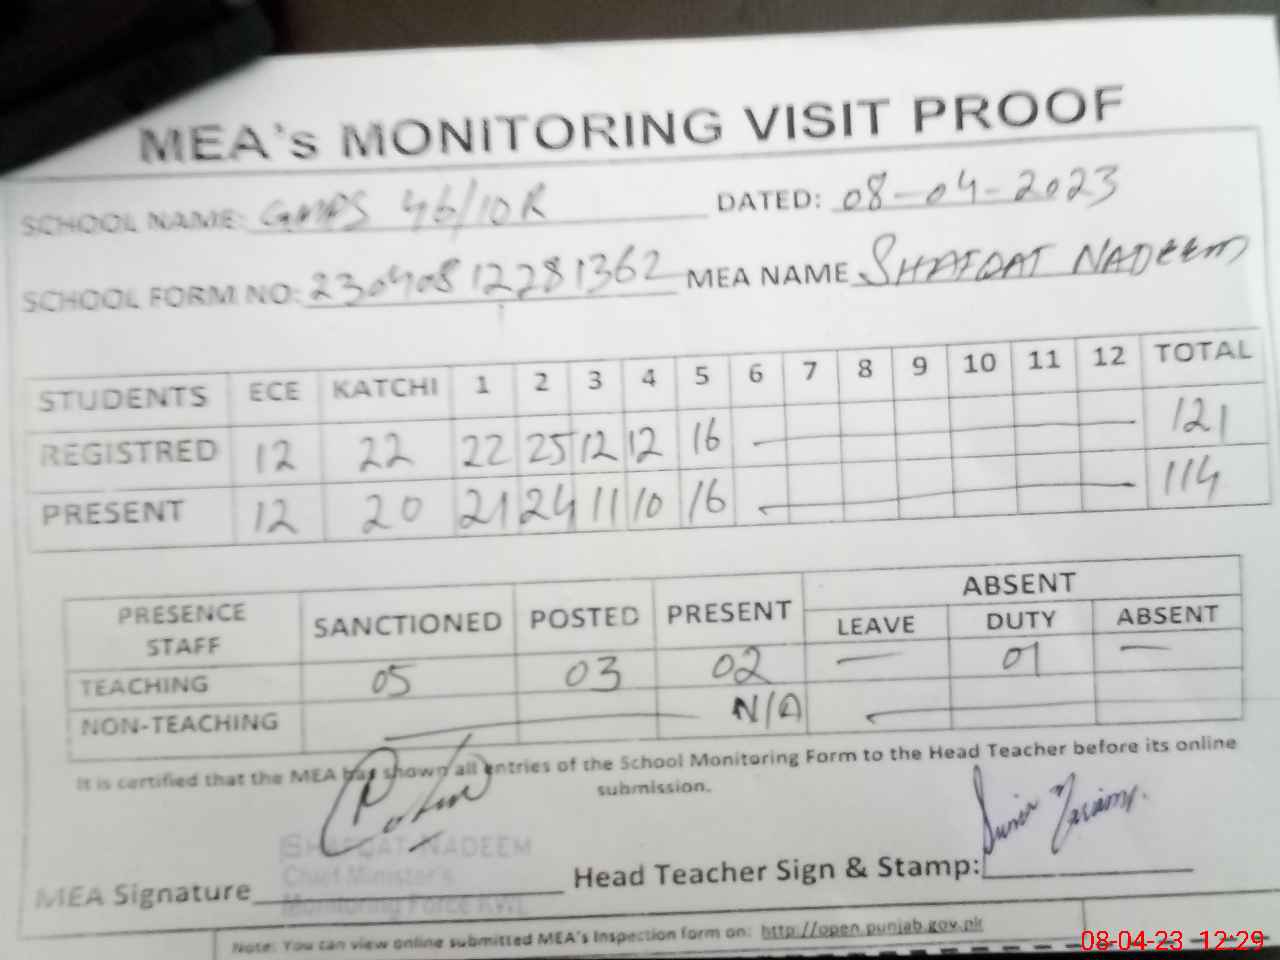 MEA's MONITORING VISIT PROOF
SCHOOL NAME: GMPS 46/10R DATED: 08-04-2023
SCHOOL FORM NO: 23040812281362 MEA NAME SHAFQAT NADEEM
STUDENTS ECE KATCHI 1 2 3 4 5 6 7 8 9 10 11 12 TOTAL
REGISTRED 12 22 22 25 12 12 16 121
PRESENT 12 20 21 24 11 10 16 114
PRESENCE STAFF SANCTIONED POSTED PRESENT ABSENT
LEAVE DUTY ABSENT
TEACHING 05 03 02 — 01 —
NON-TEACHING N/A
It is certified that the MEA has shown all entries of the School Monitoring Form to the Head Teacher before its online
submission.
SHAFQAT NADEEM
Chief Minister's
Monitoring Force KWL
MEA Signature Head Teacher Sign & Stamp:
Note: You can view online submitted MEA's Inspection form on: http://open.punjab.gov.pk
08-04-23 12:29